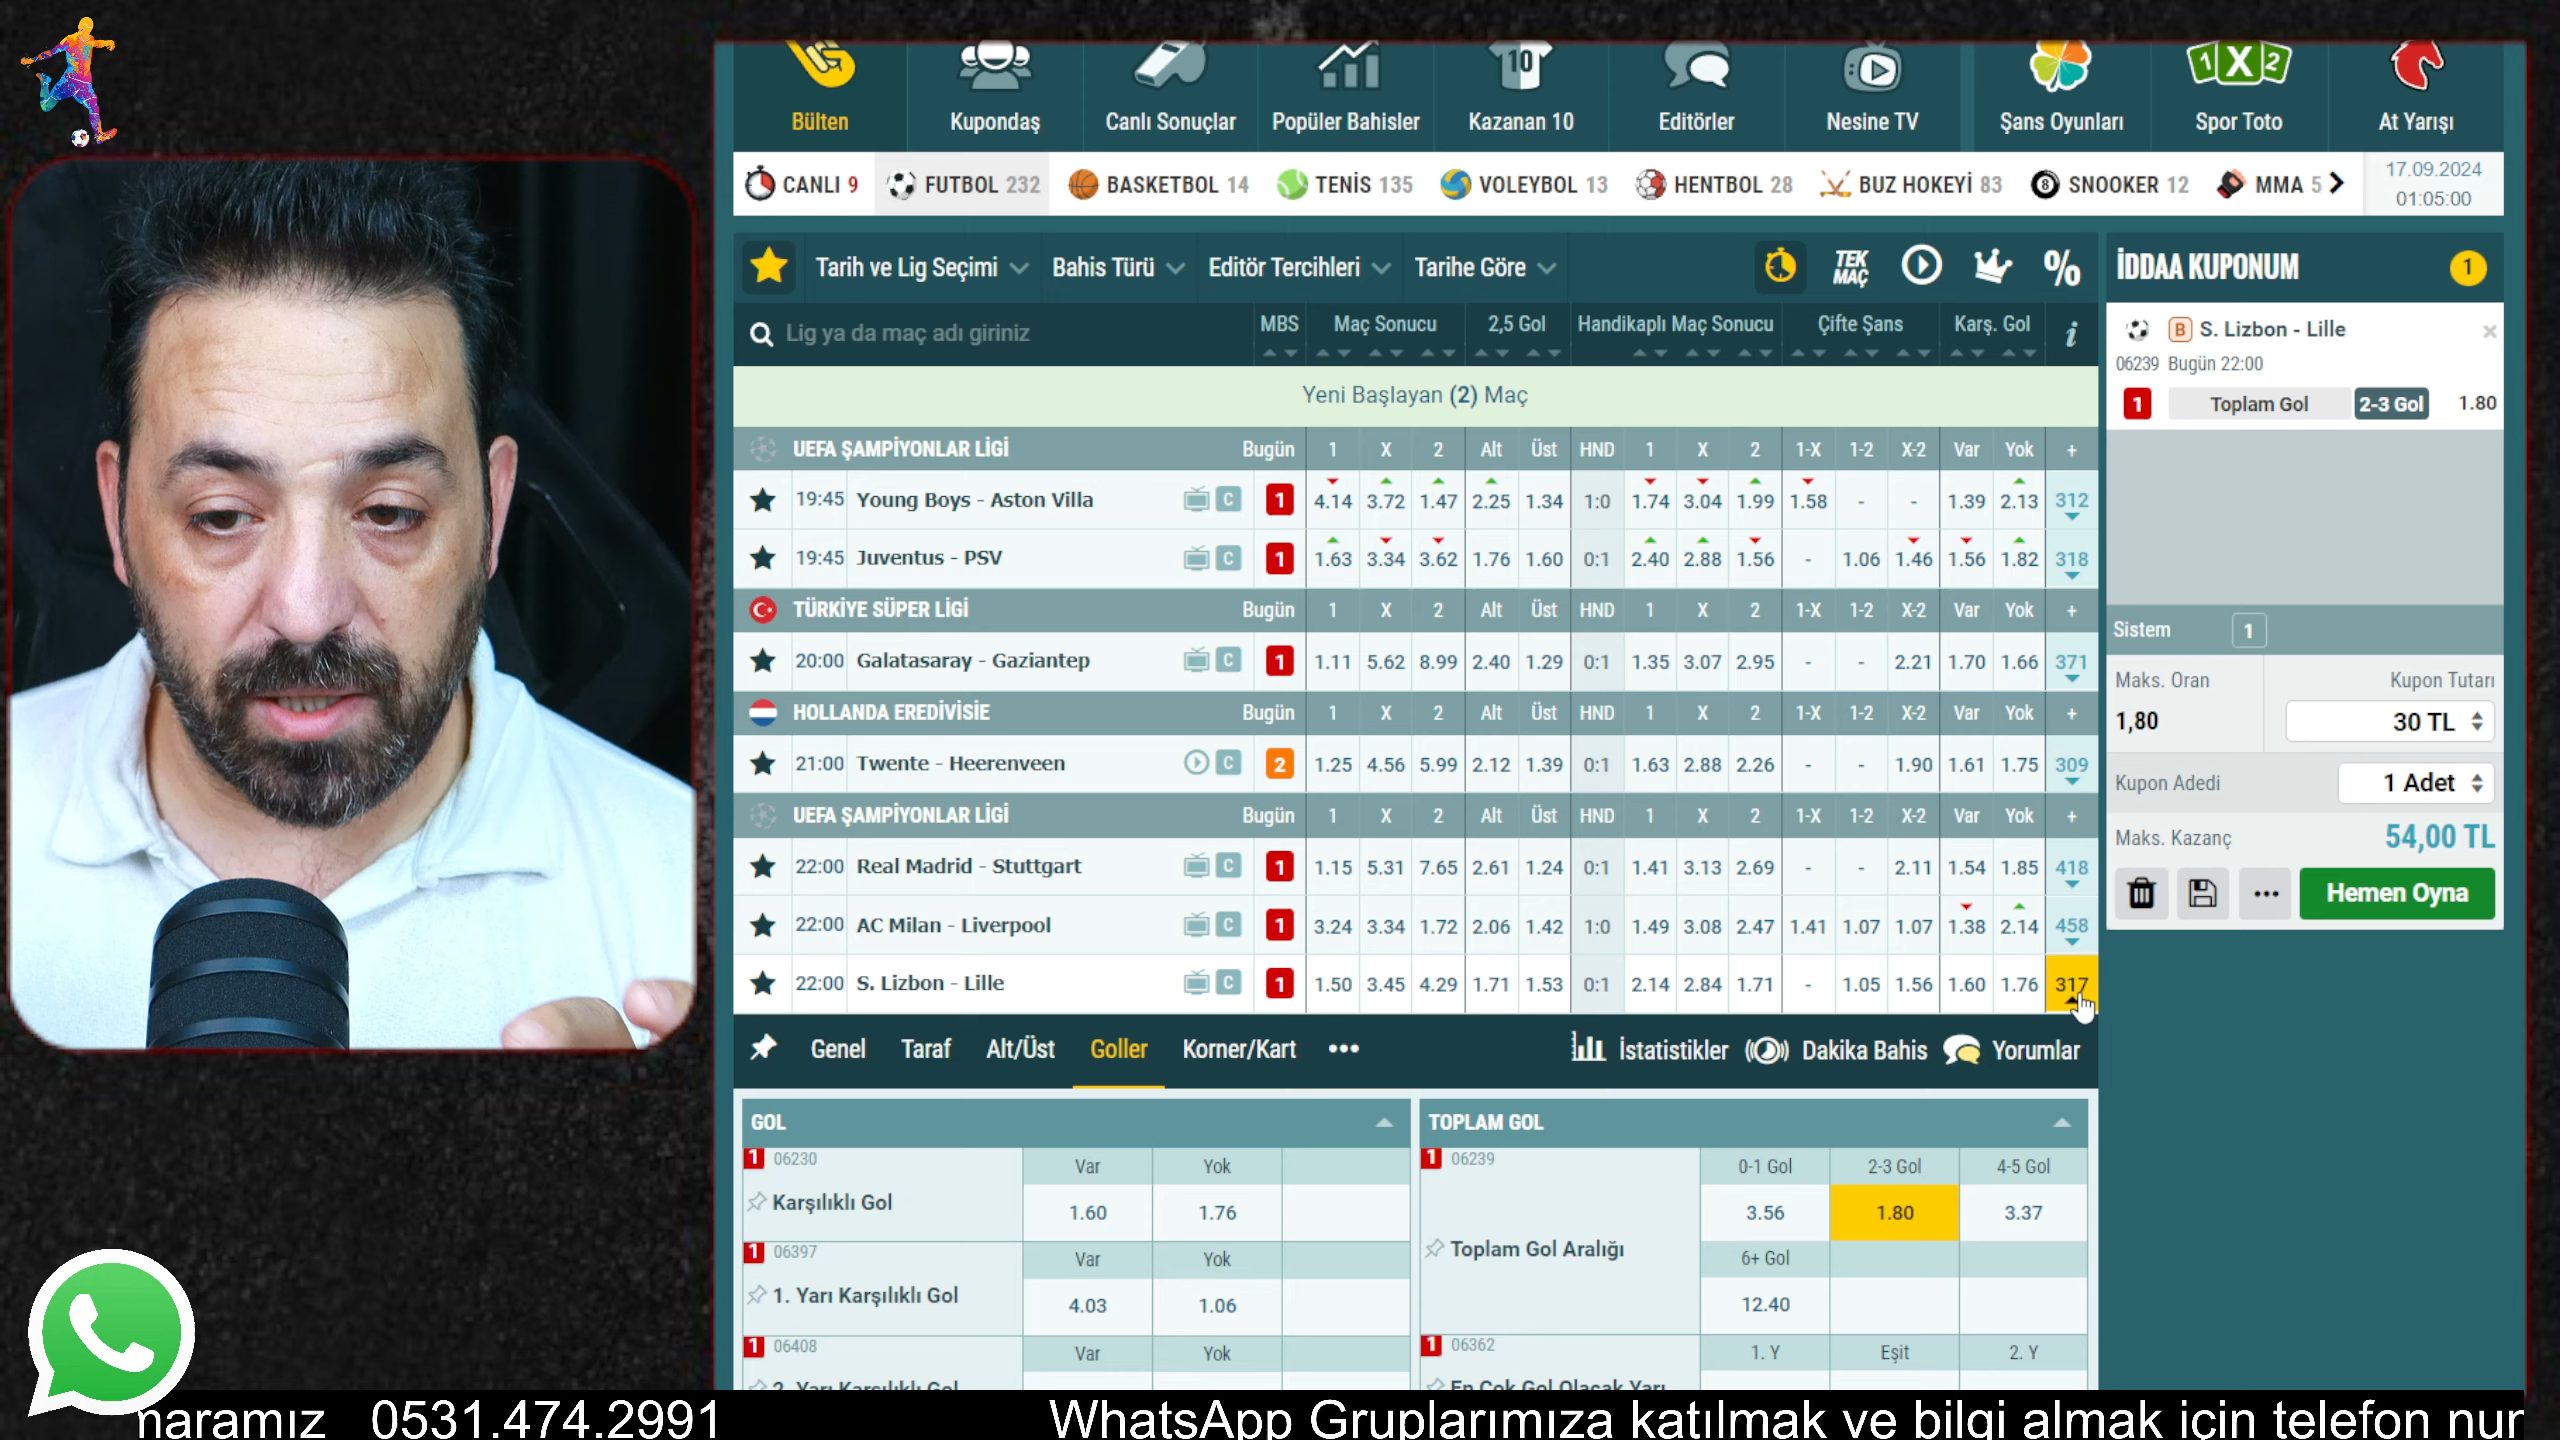 Bülten Kupondaş Canlı Sonuçlar Popüler Bahisler 10 Kazanan 10 Editörler Nesine TV Şans Oyunları 1X2 Spor Toto At Yarışı
CANLI 9 FUTBOL 232 BASKETBOL 14 TENİS 135 VOLEYBOL 13 HENTBOL 28 BUZ HOKEYİ 83 8 SNOOKER 12 MMA 5
17.09.2024
01:05:00
Tarih ve Lig Seçimi Bahis Türü Editör Tercihleri Tarihe Göre TEK MAÇ %
Lig ya da maç adı giriniz MBS Maç Sonucu 2,5 Gol Handikaplı Maç Sonucu Çifte Şans Karş. Gol i
Yeni Başlayan (2) Maç
UEFA ŞAMPİYONLAR LİGİ Bugün 1 X 2 Alt Üst HND 1 X 2 1-X 1-2 X-2 Var Yok +
19:45 Young Boys - Aston Villa C 1 4.14 3.72 1.47 2.25 1.34 1:0 1.74 3.04 1.99 1.58 - - 1.39 2.13 312
19:45 Juventus - PSV C 1 1.63 3.34 3.62 1.76 1.60 0:1 2.40 2.88 1.56 - 1.06 1.46 1.56 1.82 318
TÜRKİYE SÜPER LİGİ Bugün 1 X 2 Alt Üst HND 1 X 2 1-X 1-2 X-2 Var Yok +
20:00 Galatasaray - Gaziantep C 1 1.11 5.62 8.99 2.40 1.29 0:1 1.35 3.07 2.95 - - 2.21 1.70 1.66 371
HOLLANDA EREDİVİSİE Bugün 1 X 2 Alt Üst HND 1 X 2 1-X 1-2 X-2 Var Yok +
21:00 Twente - Heerenveen C 2 1.25 4.56 5.99 2.12 1.39 0:1 1.63 2.88 2.26 - - 1.90 1.61 1.75 309
UEFA ŞAMPİYONLAR LİGİ Bugün 1 X 2 Alt Üst HND 1 X 2 1-X 1-2 X-2 Var Yok +
22:00 Real Madrid - Stuttgart C 1 1.15 5.31 7.65 2.61 1.24 0:1 1.41 3.13 2.69 - - 2.11 1.54 1.85 418
22:00 AC Milan - Liverpool C 1 3.24 3.34 1.72 2.06 1.42 1:0 1.49 3.08 2.47 1.41 1.07 1.07 1.38 2.14 458
22:00 S. Lizbon - Lille C 1 1.50 3.45 4.29 1.71 1.53 0:1 2.14 2.84 1.71 - 1.05 1.56 1.60 1.76 317
Genel Taraf Alt/Üst Goller Korner/Kart ••• İstatistikler Dakika Bahis Yorumlar
GOL
1 06230 Var Yok
Karşılıklı Gol 1.60 1.76
1 06397 Var Yok
1. Yarı Karşılıklı Gol 4.03 1.06
1 06408 Var Yok
2. Yarı Karşılıklı Gol
TOPLAM GOL
1 06239 0-1 Gol 2-3 Gol 4-5 Gol
3.56 1.80 3.37
Toplam Gol Aralığı
6+ Gol
12.40
1 06362 1. Y Eşit 2. Y
En Çok Gol Olacak Yarı
İDDAA KUPONUM 1
B S. Lizbon - Lille ×
06239 Bugün 22:00
1 Toplam Gol 2-3 Gol 1.80
Sistem 1
Maks. Oran Kupon Tutarı
1,80 30 TL
Kupon Adedi 1 Adet
Maks. Kazanç 54,00 TL
••• Hemen Oyna
maramız 0531.474.2991 WhatsApp Gruplarımıza katılmak ve bilgi almak için telefon nur